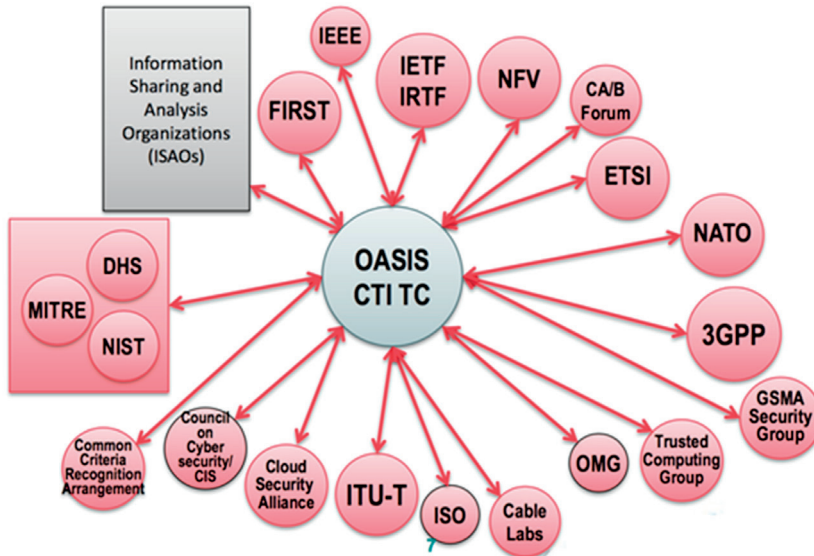 Information
Sharing and
Analysis
Organizations
(ISAOs)
FIRST
IEEE
IETF
IRTF
NFV
CA/B
Forum
ETSI
NATO
3GPP
GSMA
Security
Group
Trusted
Computing
Group
OMG
Cable
Labs
ISO
ITU-T
Cloud
Security
Alliance
Council
on
Cyber
security/
CIS
Common
Criteria
Recognition
Arrangement
DHS
MITRE
NIST
OASIS
CTI TC